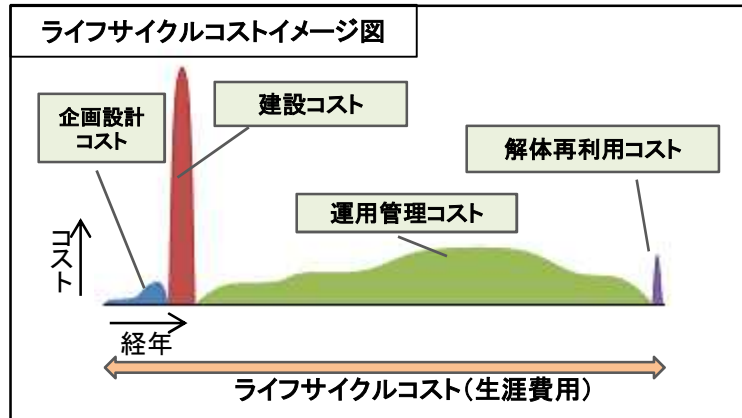 ライフサイクルコストイメージ図
企画設計
コスト
建設コスト
解体再利用コスト
運用管理コスト
コスト
経年
ライフサイクルコスト（生涯費用）